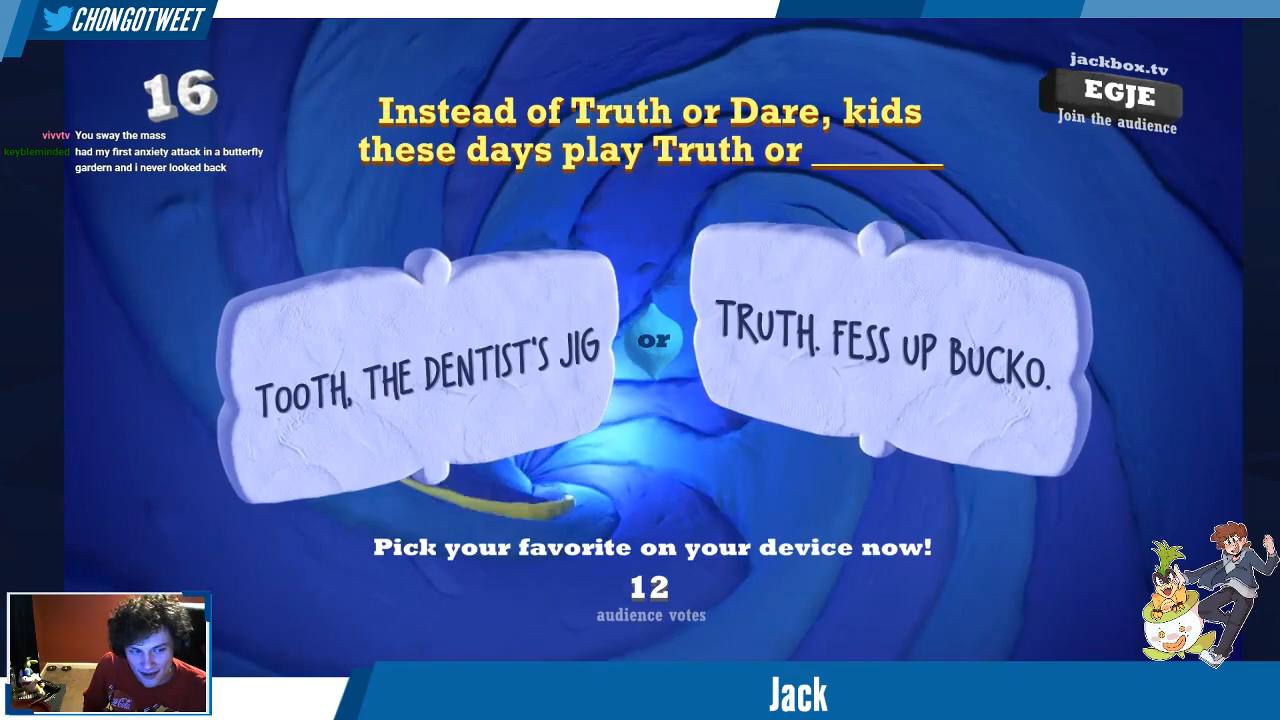 CHONGOTWEET
16
jackbox.tv
EGJE
Join the audience
Instead of Truth or Dare, kids
these days play Truth or ________
vivvtv You sway the mass
keybleminded had my first anxiety attack in a butterfly
gardern and i never looked back
TOOTH, THE DENTIST'S JIG
or
TRUTH. FESS UP BUCKO.
Pick your favorite on your device now!
12
audience votes
Jack